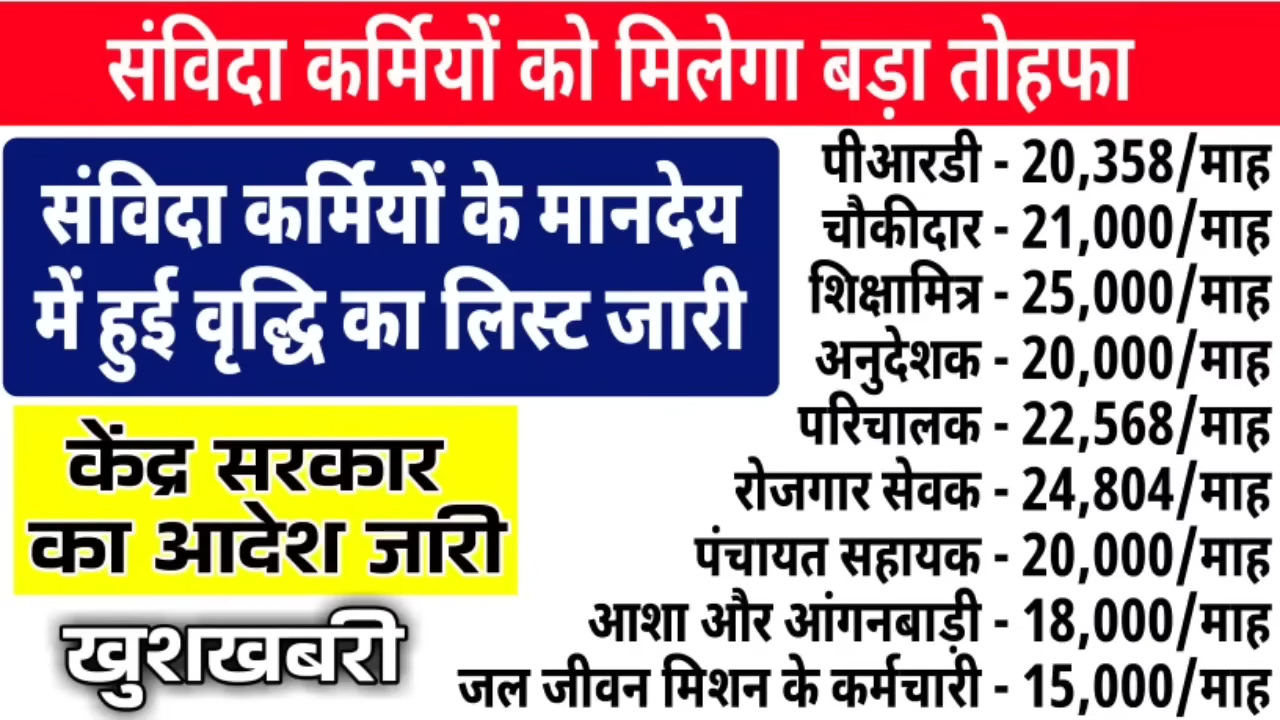 संविदा कर्मियों को मिलेगा बड़ा तोहफा
संविदा कर्मियों के मानदेय
में हुई वृद्धि का लिस्ट जारी
केंद्र सरकार
का आदेश जारी
खुशखबरी
पीआरडी - 20,358/माह
चौकीदार - 21,000/माह
शिक्षामित्र - 25,000/माह
अनुदेशक - 20,000/माह
परिचालक - 22,568/माह
रोजगार सेवक - 24,804/माह
पंचायत सहायक - 20,000/माह
आशा और आंगनबाड़ी - 18,000/माह
जल जीवन मिशन के कर्मचारी - 15,000/माह